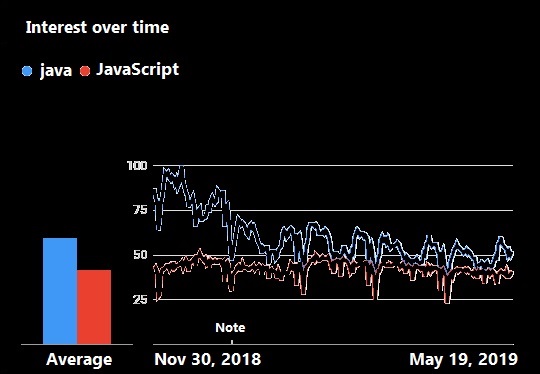 Interest over time
java JavaScript
100
75
50
25
Note
Average Nov 30, 2018 May 19, 2019